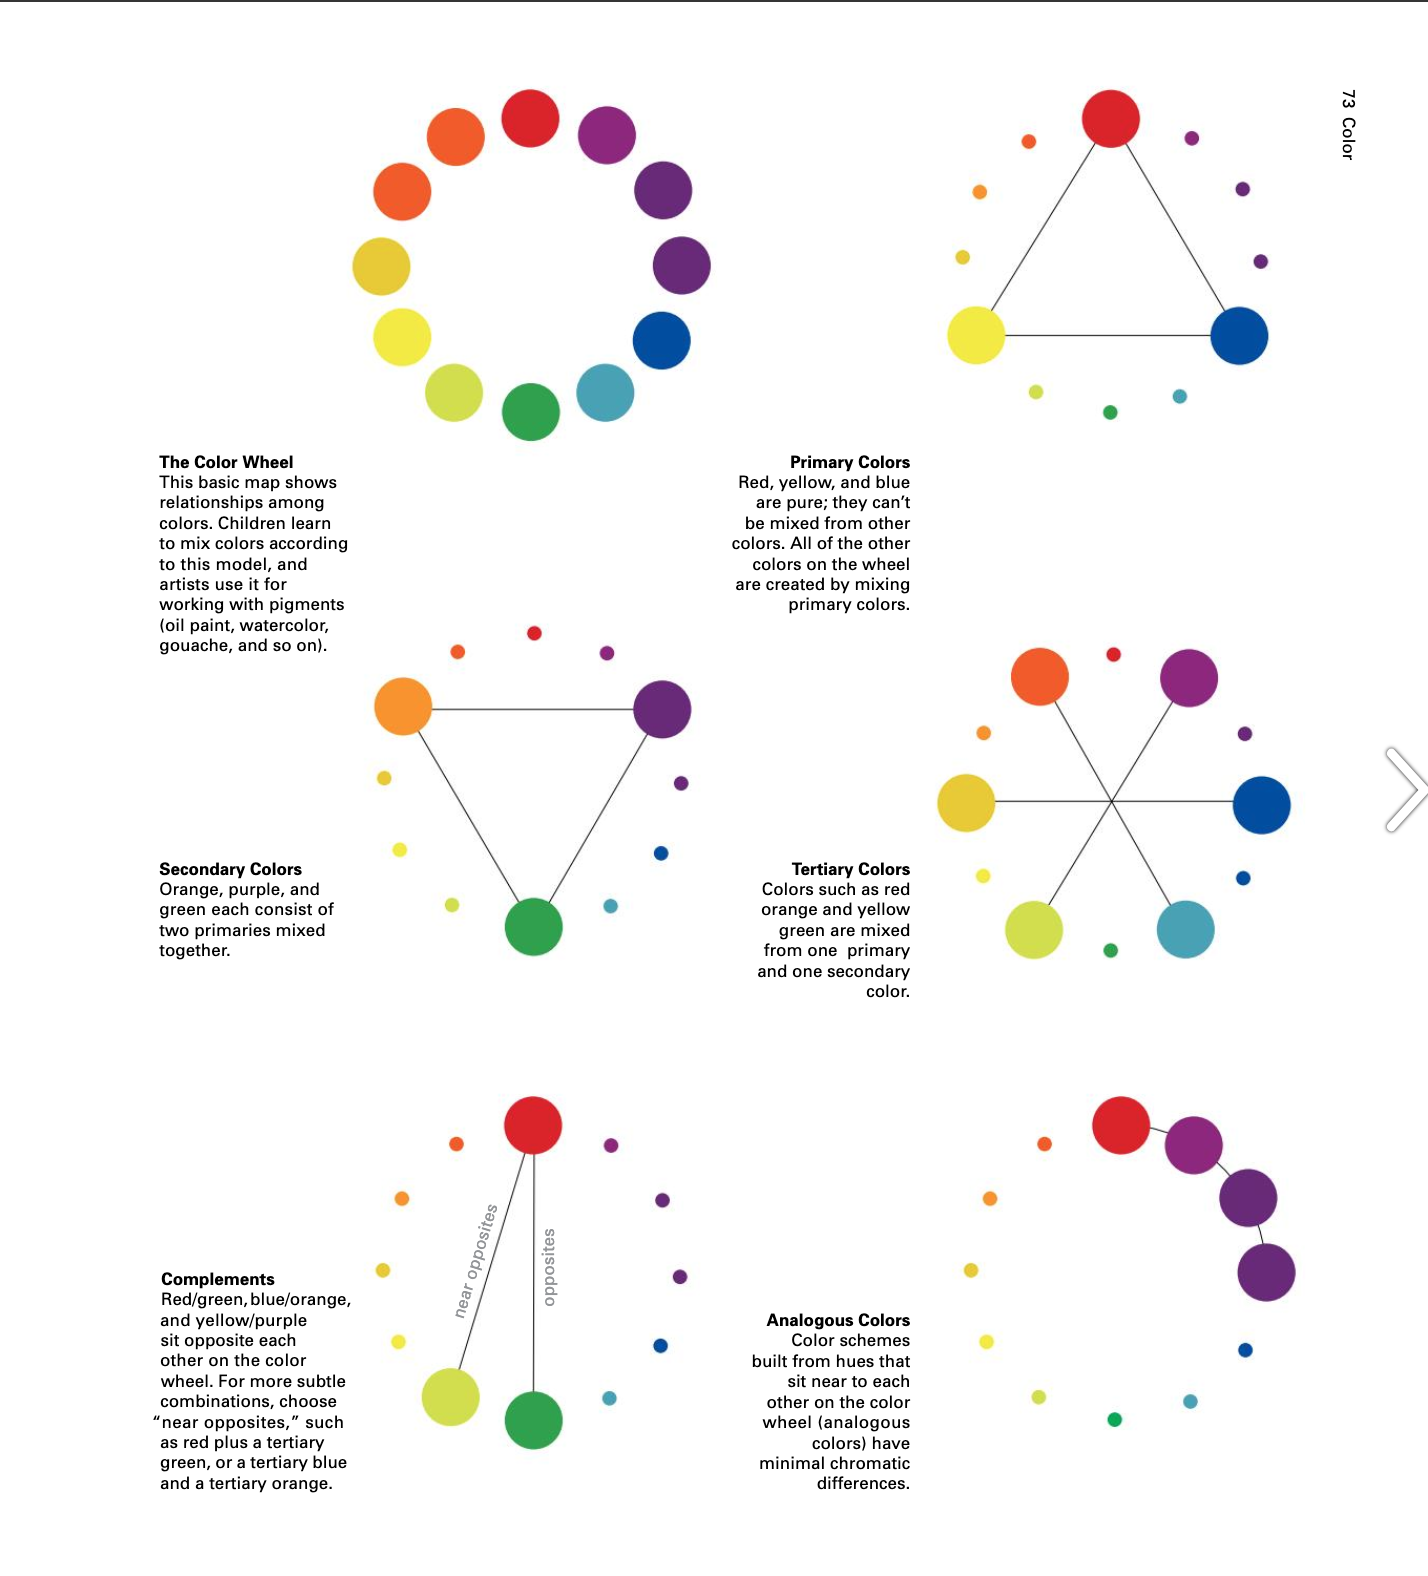 73 Color
The Color Wheel
This basic map shows
relationships among
colors. Children learn
to mix colors according
to this model, and
artists use it for
working with pigments
(oil paint, watercolor,
gouache, and so on).
Primary Colors
Red, yellow, and blue
are pure; they can’t
be mixed from other
colors. All of the other
colors on the wheel
are created by mixing
primary colors.
Secondary Colors
Orange, purple, and
green each consist of
two primaries mixed
together.
Tertiary Colors
Colors such as red
orange and yellow
green are mixed
from one primary
and one secondary
color.
Complements
Red/green, blue/orange,
and yellow/purple
sit opposite each
other on the color
wheel. For more subtle
combinations, choose
“near opposites,” such
as red plus a tertiary
green, or a tertiary blue
and a tertiary orange.
near opposites
opposites
Analogous Colors
Color schemes
built from hues that
sit near to each
other on the color
wheel (analogous
colors) have
minimal chromatic
differences.